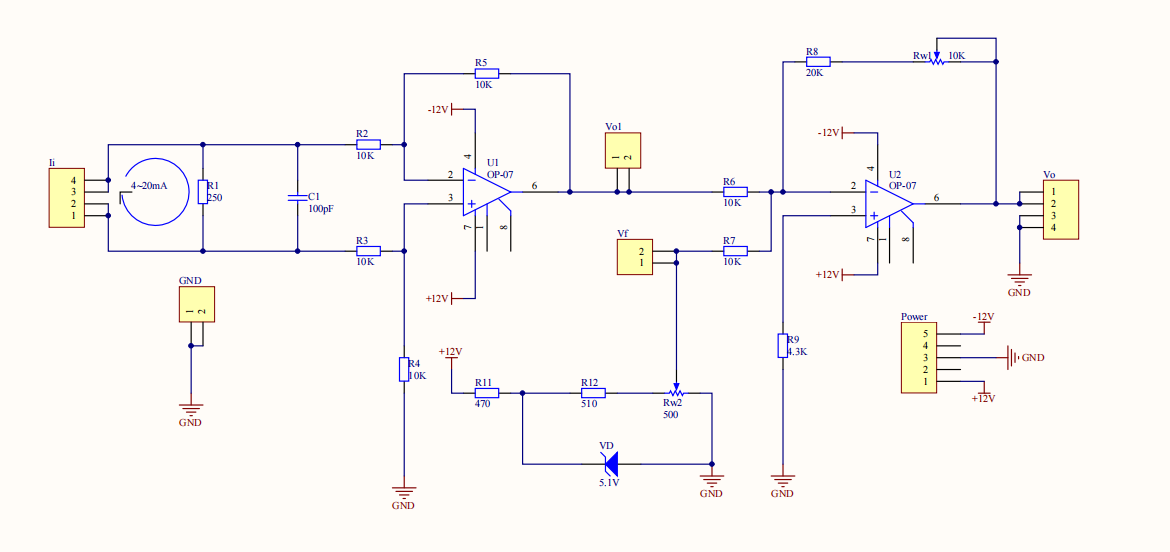 Ii
4
3
2
1
4~20mA
R1
250
C1
100pF
R2
10K
R3
10K
GND
1
2
GND
R5
10K
-12V
4
U1
OP-07
2
3
6
7
1
8
+12V
R4
10K
GND
+12V
R11
470
R12
510
VD
5.1V
Rw2
500
GND
Vo1
1
2
R6
10K
Vf
2
1
R7
10K
R8
20K
Rw1
10K
-12V
4
U2
OP-07
2
3
6
7
1
8
+12V
R9
4.3K
GND
Vo
1
2
3
4
GND
Power
5
4
3
2
1
-12V
GND
+12V